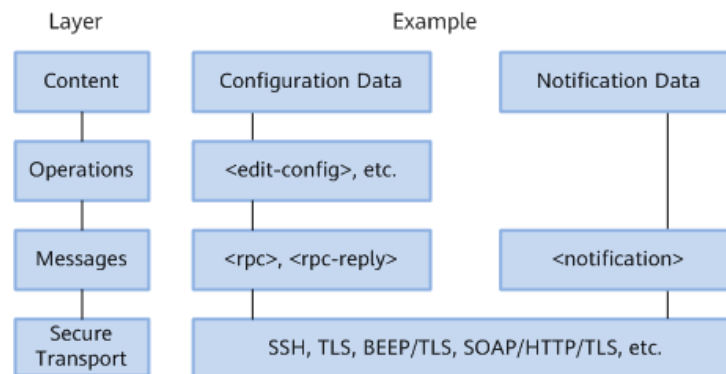 Layer Example
Content Configuration Data Notification Data
Operations <edit-config>, etc.
Messages <rpc>, <rpc-reply> <notification>
Secure
Transport
SSH, TLS, BEEP/TLS, SOAP/HTTP/TLS, etc.